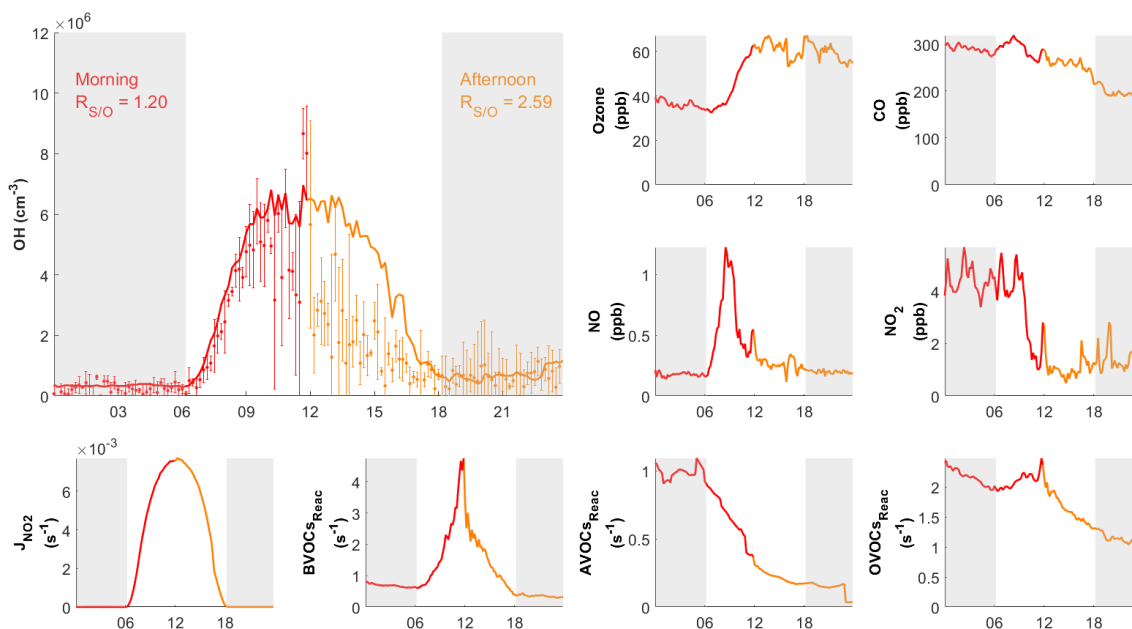 ×10⁶
12
10
8
6
4
2
0
OH (cm⁻³)
Morning
R_S/O = 1.20
Afternoon
R_S/O = 2.59
03 06 09 12 15 18 21
60
40
20
0
Ozone
(ppb)
06 12 18
300
200
100
0
CO
(ppb)
06 12 18
1
0.5
0
NO
(ppb)
06 12 18
4
2
0
NO₂
(ppb)
06 12 18
×10⁻³
6
4
2
0
J_NO2
(s⁻¹)
06 12 18
4
3
2
1
0
BVOCs_Reac
(s⁻¹)
06 12 18
1
0.5
0
AVOCs_Reac
(s⁻¹)
06 12 18
2
1.5
1
0.5
0
OVOCs_Reac
(s⁻¹)
06 12 18